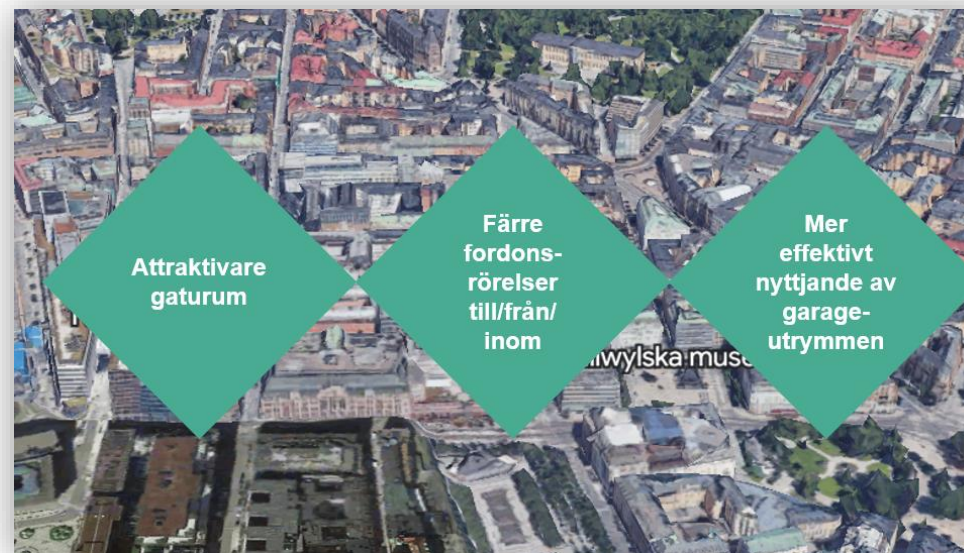 Attraktivare
gaturum
Färre
fordons-
rörelser
till/från/
inom
Mer
effektivt
nyttjande av
garage-
utrymmen